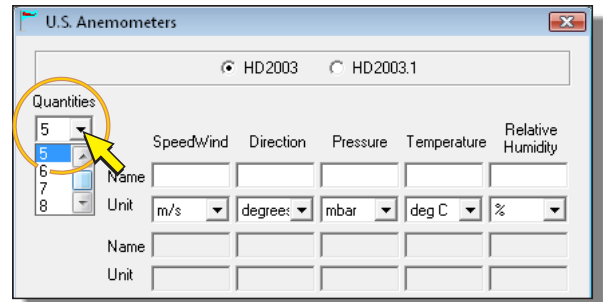 U.S. Anemometers
HD2003 HD2003.1
Quantities
5
5
6
7
8
SpeedWind Direction Pressure Temperature Relative Humidity
Name
Unit m/s degrees mbar deg C %
Name
Unit